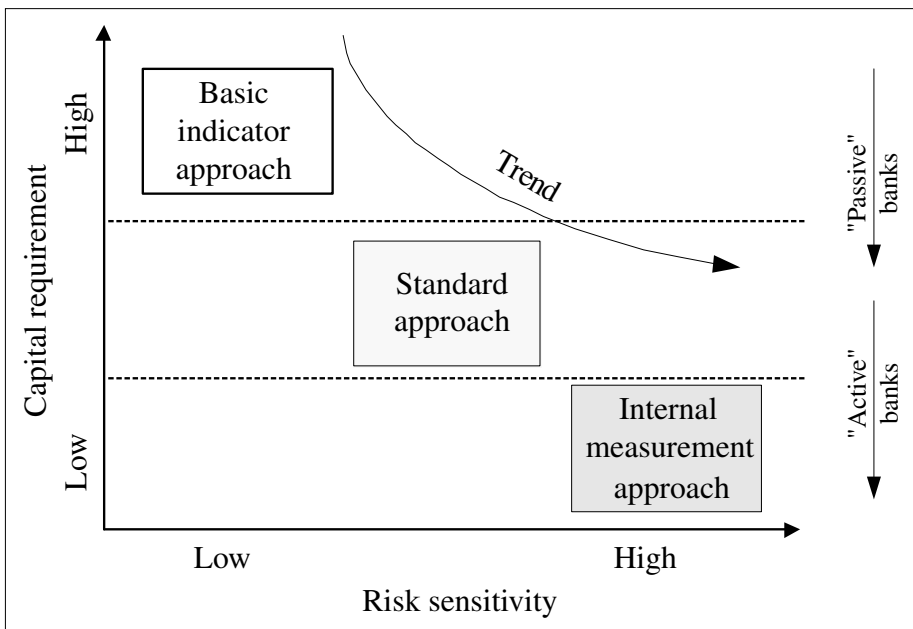 Basic
indicator
approach
High
Capital requirement
Low
Trend
Standard
approach
Internal
measurement
approach
"Passive"
banks
"Active"
banks
Low
High
Risk sensitivity